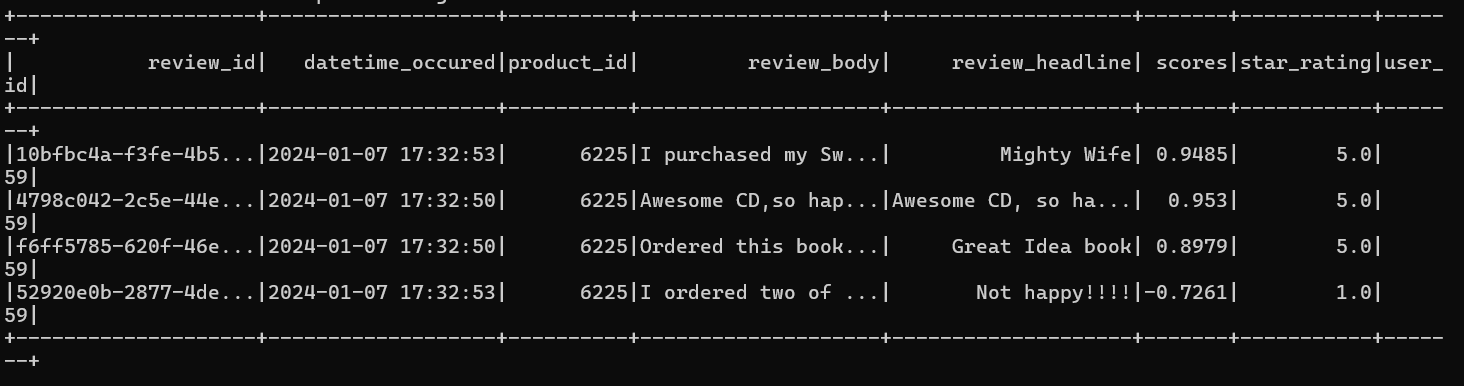 +--------------------+-------------------+----------+--------------------+--------------------+-------+-----------+-----
--+
|           review_id|   datetime_occured|product_id|         review_body|     review_headline| scores|star_rating|user_
id|
+--------------------+-------------------+----------+--------------------+--------------------+-------+-----------+-----
--+
|10bfbc4a-f3fe-4b5...|2024-01-07 17:32:53|      6225|I purchased my Sw...|         Mighty Wife| 0.9485|        5.0|
59|
|4798c042-2c5e-44e...|2024-01-07 17:32:50|      6225|Awesome CD,so hap...|Awesome CD, so ha...|  0.953|        5.0|
59|
|f6ff5785-620f-46e...|2024-01-07 17:32:50|      6225|Ordered this book...|     Great Idea book| 0.8979|        5.0|
59|
|52920e0b-2877-4de...|2024-01-07 17:32:53|      6225|I ordered two of ...|       Not happy!!!!|-0.7261|        1.0|
59|
+--------------------+-------------------+----------+--------------------+--------------------+-------+-----------+-----
--+